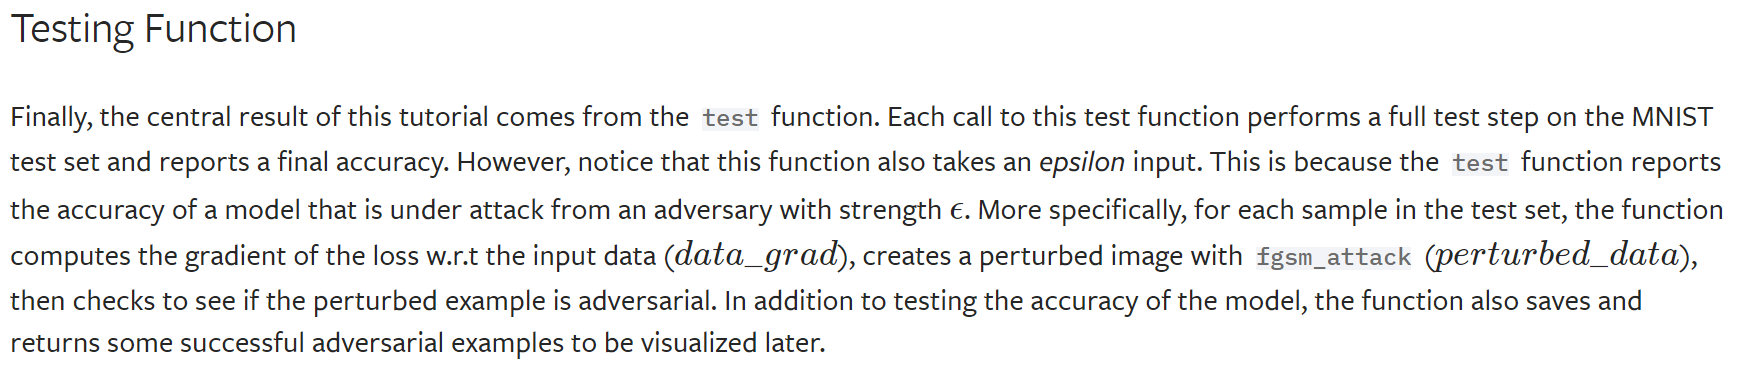 Testing Function
Finally, the central result of this tutorial comes from the test function. Each call to this test function performs a full test step on the MNIST
test set and reports a final accuracy. However, notice that this function also takes an epsilon input. This is because the test function reports
the accuracy of a model that is under attack from an adversary with strength ϵ. More specifically, for each sample in the test set, the function
computes the gradient of the loss w.r.t the input data (data_grad), creates a perturbed image with fgsm_attack (perturbed_data),
then checks to see if the perturbed example is adversarial. In addition to testing the accuracy of the model, the function also saves and
returns some successful adversarial examples to be visualized later.